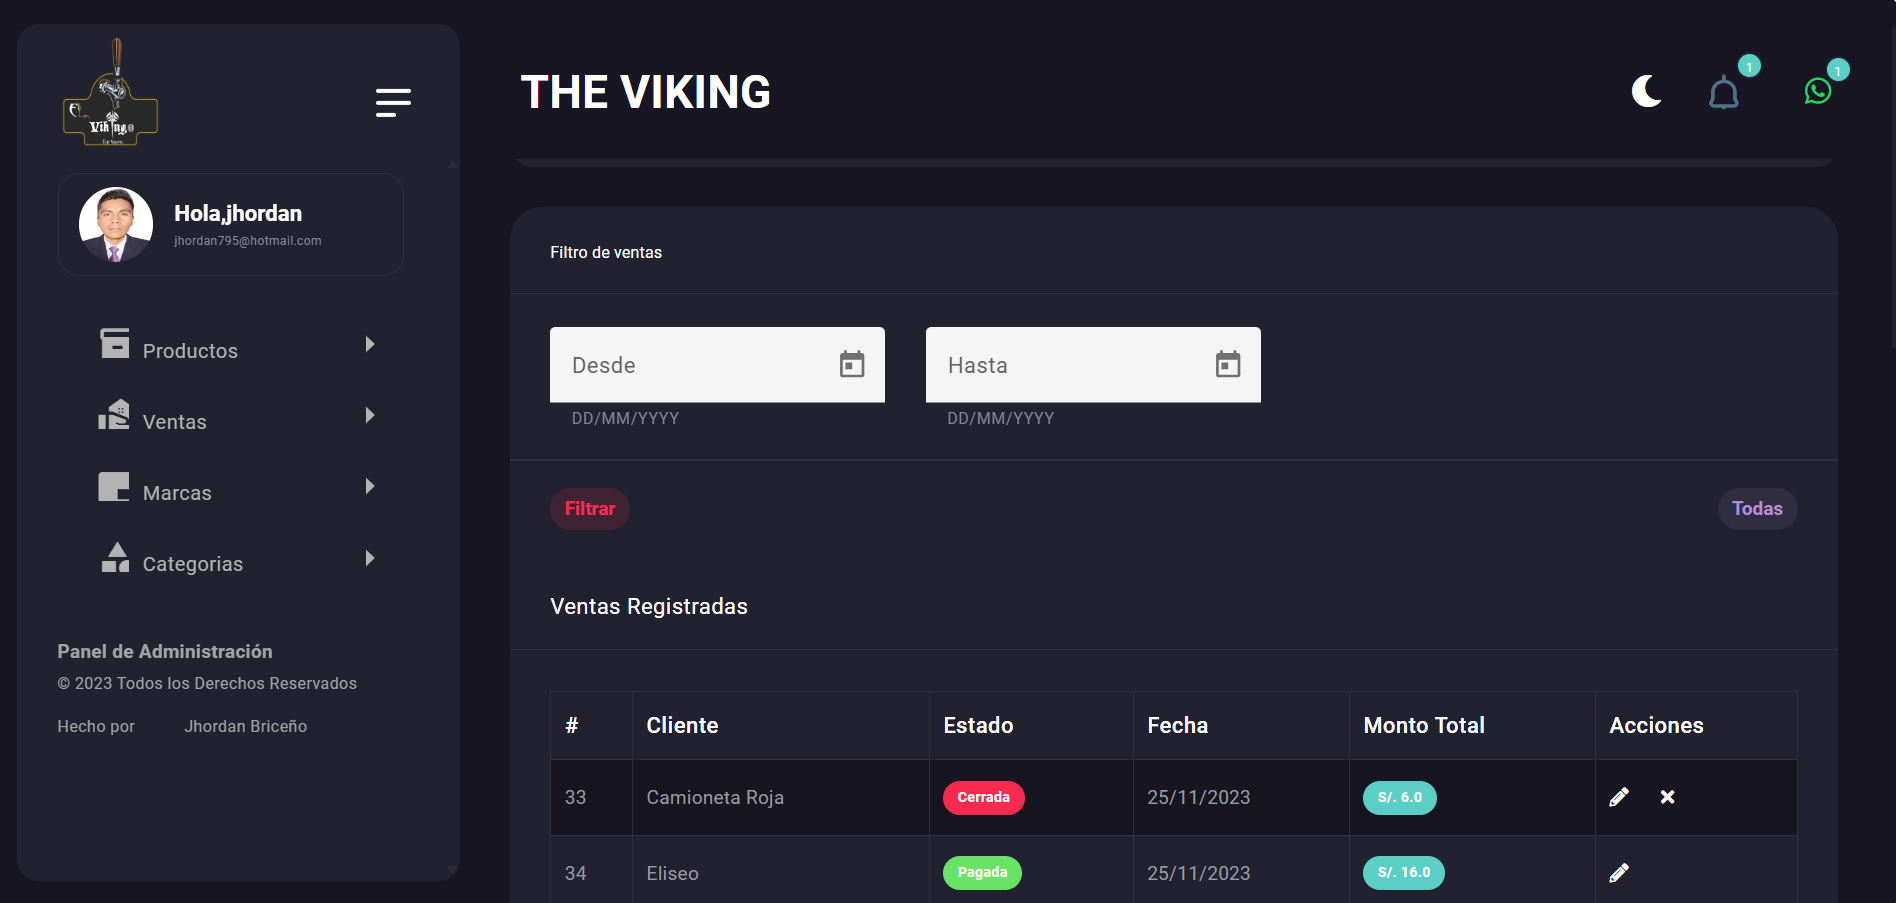 Vikingo
The Viking
THE VIKING
1
1
Hola,jhordan
jhordan795@hotmail.com
Productos
Ventas
Marcas
Categorias
Panel de Administración
© 2023 Todos los Derechos Reservados
Hecho por Jhordan Briceño
Filtro de ventas
Desde Hasta
DD/MM/YYYY DD/MM/YYYY
Filtrar Todas
Ventas Registradas
# Cliente Estado Fecha Monto Total Acciones
33 Camioneta Roja Cerrada 25/11/2023 S/. 6.0
34 Eliseo Pagada 25/11/2023 S/. 16.0